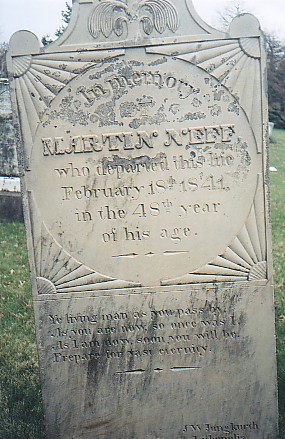 In memory
of
MARTIN NEFF
who departed this life
February 18th 1841
in the 48th year
of his age.
Ye living man as you pass by,
As you are now, so once was I,
As I am now, soon you will be,
Prepare for vast eternity.
J.W. Jongkurth